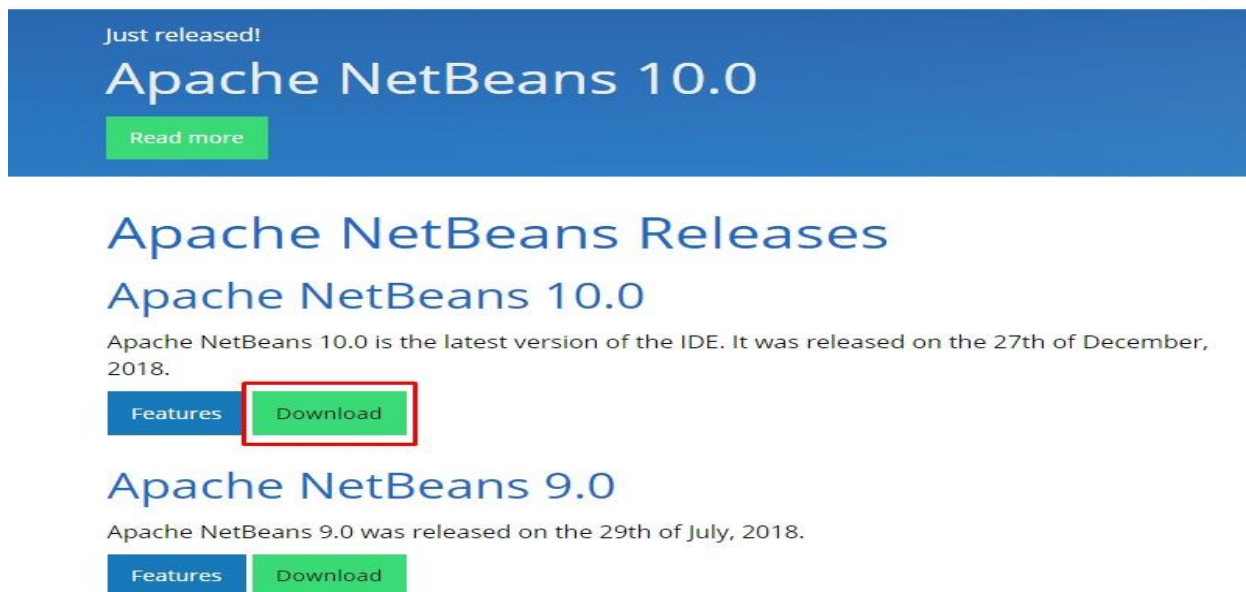 Just released!
Apache NetBeans 10.0
Read more
Apache NetBeans Releases
Apache NetBeans 10.0
Apache NetBeans 10.0 is the latest version of the IDE. It was released on the 27th of December,
2018.
Features Download
Apache NetBeans 9.0
Apache NetBeans 9.0 was released on the 29th of July, 2018.
Features Download